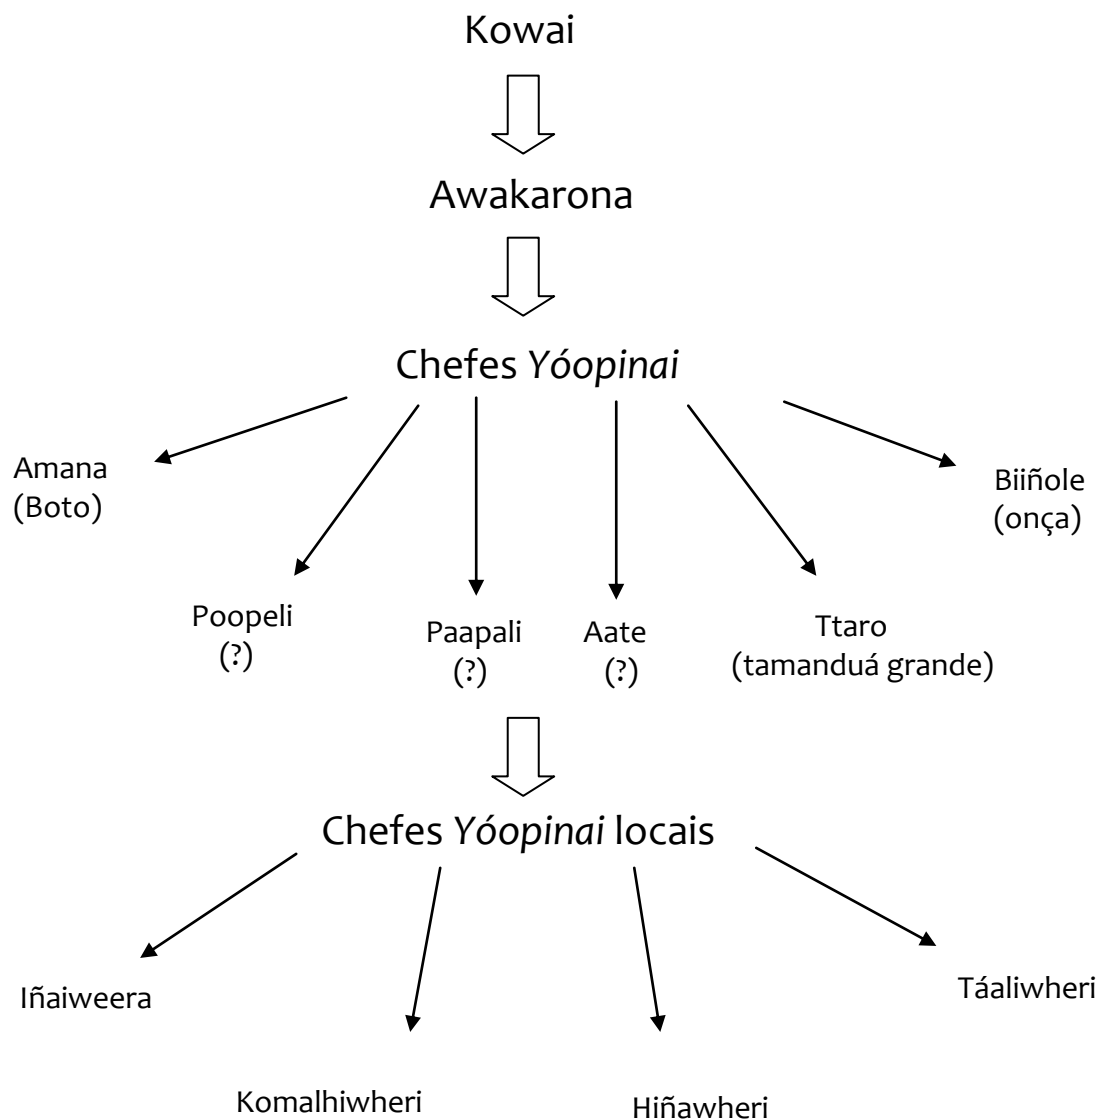 Kowai
Awakarona
Chefes Yóopinai
Amana
(Boto)
Biiñole
(onça)
Poopeli
(?)
Paapali
(?)
Aate
(?)
Ttaro
(tamanduá grande)
Chefes Yóopinai locais
Iñaiweera
Táaliwheri
Komalhiwheri
Hiñawheri